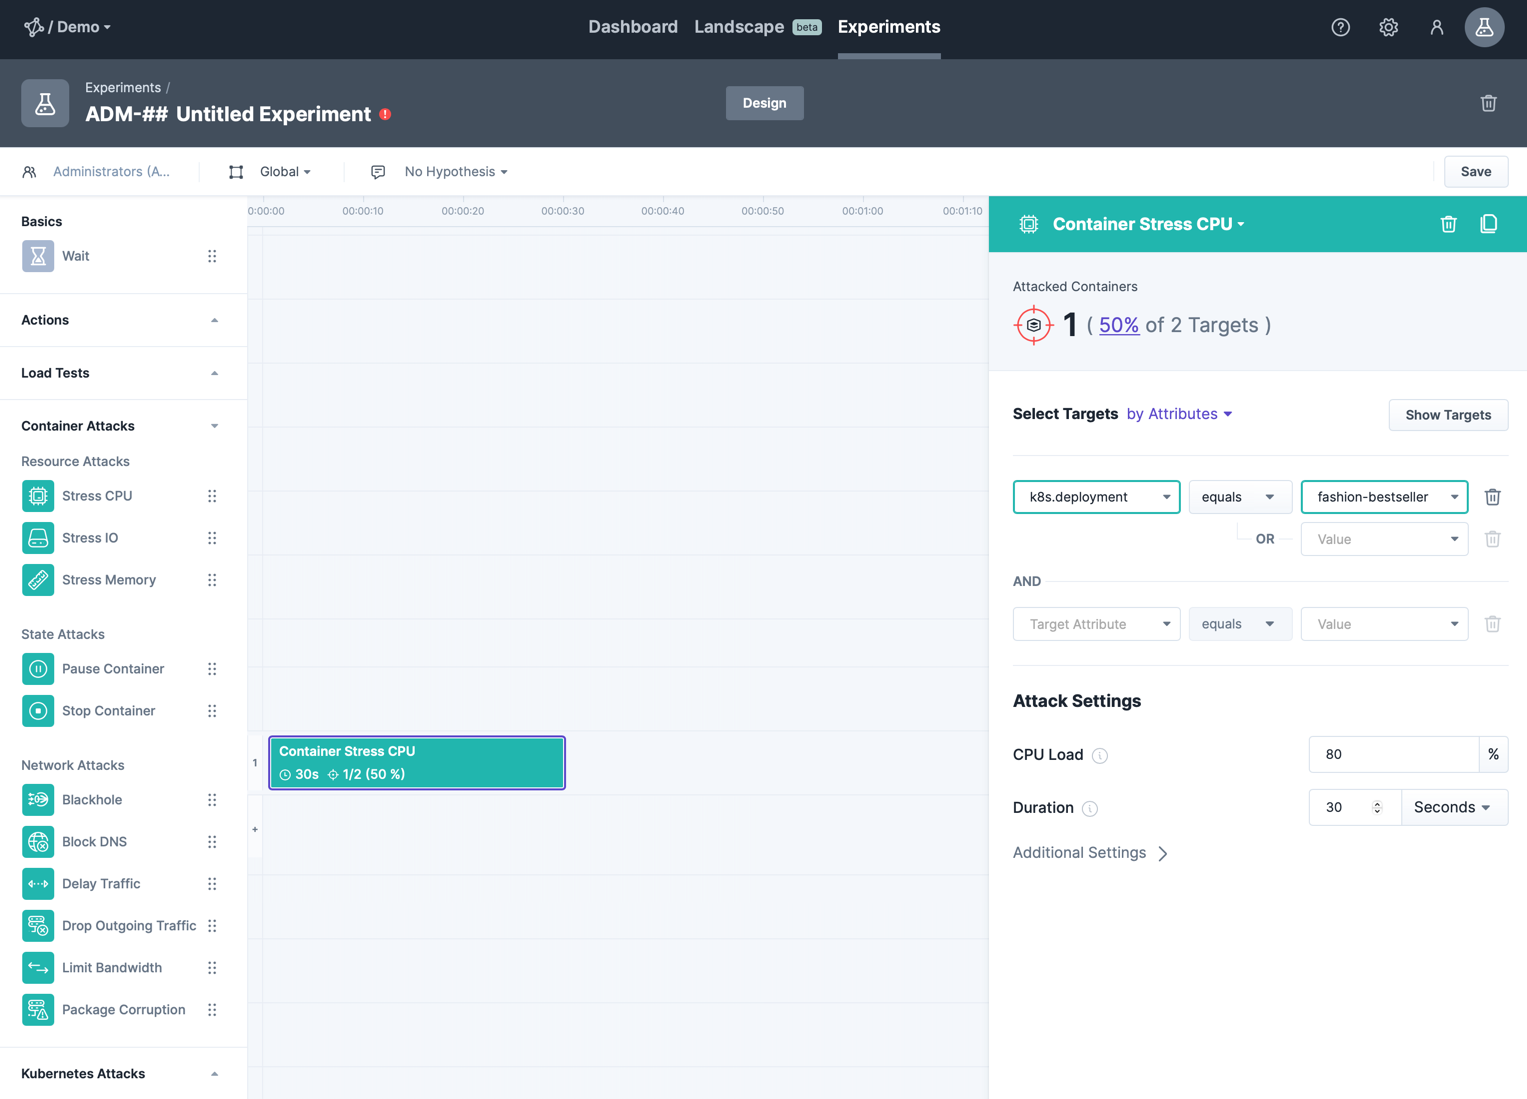 / Demo
Dashboard
Landscape beta
Experiments
Experiments /
ADM-## Untitled Experiment
Design
Administrators (A...
Global
No Hypothesis
Save
Basics
Wait
Actions
Load Tests
Container Attacks
Resource Attacks
Stress CPU
Stress IO
Stress Memory
State Attacks
Pause Container
Stop Container
Network Attacks
Blackhole
Block DNS
Delay Traffic
Drop Outgoing Traffic
Limit Bandwidth
Package Corruption
Kubernetes Attacks
0:00:00
00:00:10
00:00:20
00:00:30
00:00:40
00:00:50
00:01:00
00:01:10
1
Container Stress CPU
30s 1/2 (50 %)
+
Container Stress CPU
Attacked Containers
1 ( 50% of 2 Targets )
Select Targets by Attributes
Show Targets
k8s.deployment
equals
fashion-bestseller
OR
Value
AND
Target Attribute
equals
Value
Attack Settings
CPU Load
80
%
Duration
30
Seconds
Additional Settings